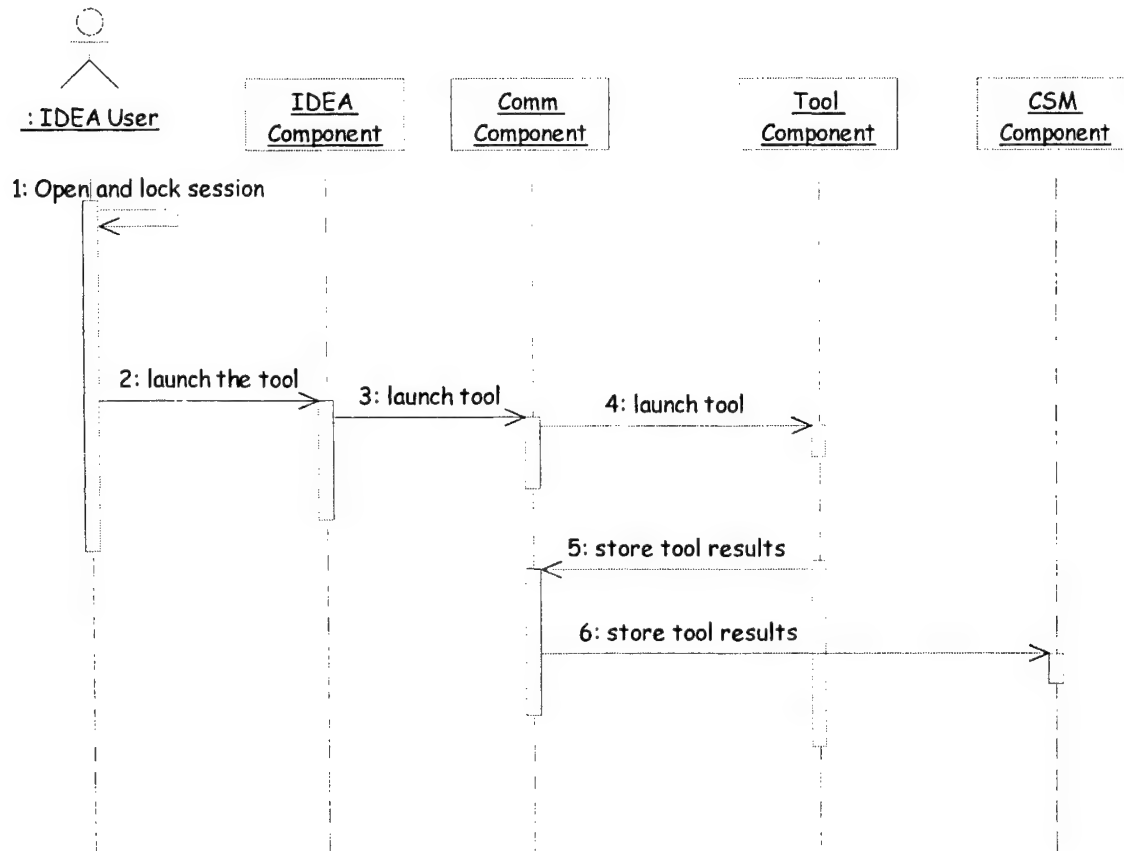 : IDEA User
IDEA
Component
Comm
Component
Tool
Component
CSM
Component
1: Open and lock session
2: launch the tool
3: launch tool
4: launch tool
5: store tool results
6: store tool results